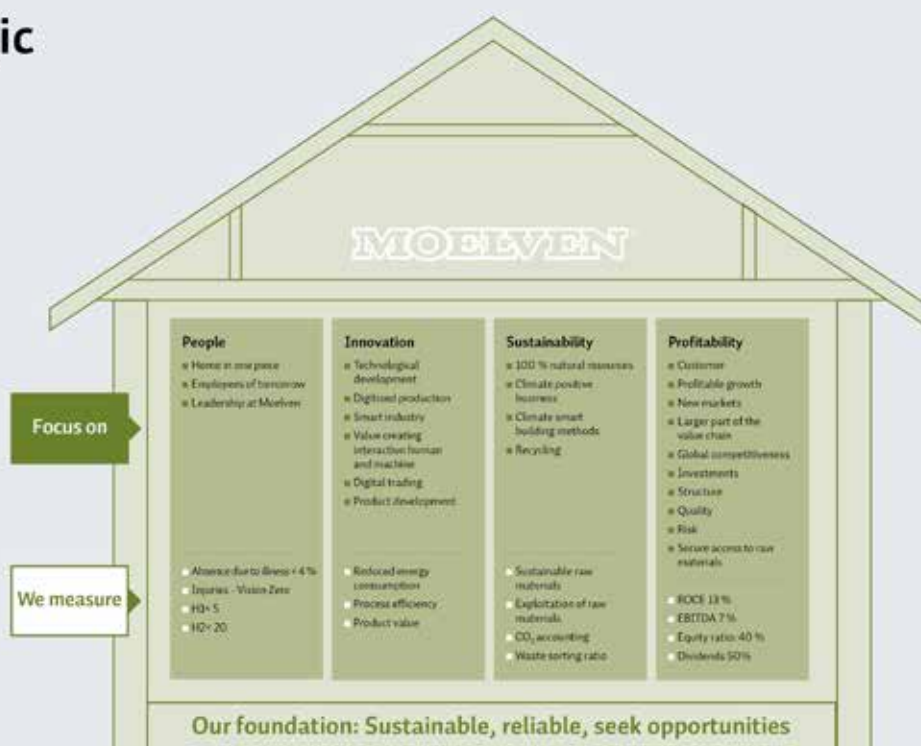 ic
MOELVEN
Focus on
We measure
People
Home in one piece
Employees of tomorrow
Leadership at Moelven
Absence due to illness < 4 %
Injuries - Vision Zero
H1< 5
H2< 20
Innovation
Technological
development
Digitised production
Smart industry
Value creating
interactive human
and machine
Digital trading
Product development
Reduced energy
consumption
Process efficiency
Product value
Sustainability
100 % natural resources
Climate positive
business
Climate smart
building methods
Recycling
Sustainable raw
materials
Exploitation of raw
materials
CO₂ accounting
Waste sorting ratio
Profitability
Customer
Profitable growth
New markets
Larger part of the
value chain
Global competitiveness
Investments
Structure
Quality
Risk
Secure access to raw
materials
ROCE 13 %
EBITDA 7 %
Equity ratio: 40 %
Dividends 50%
Our foundation: Sustainable, reliable, seek opportunities